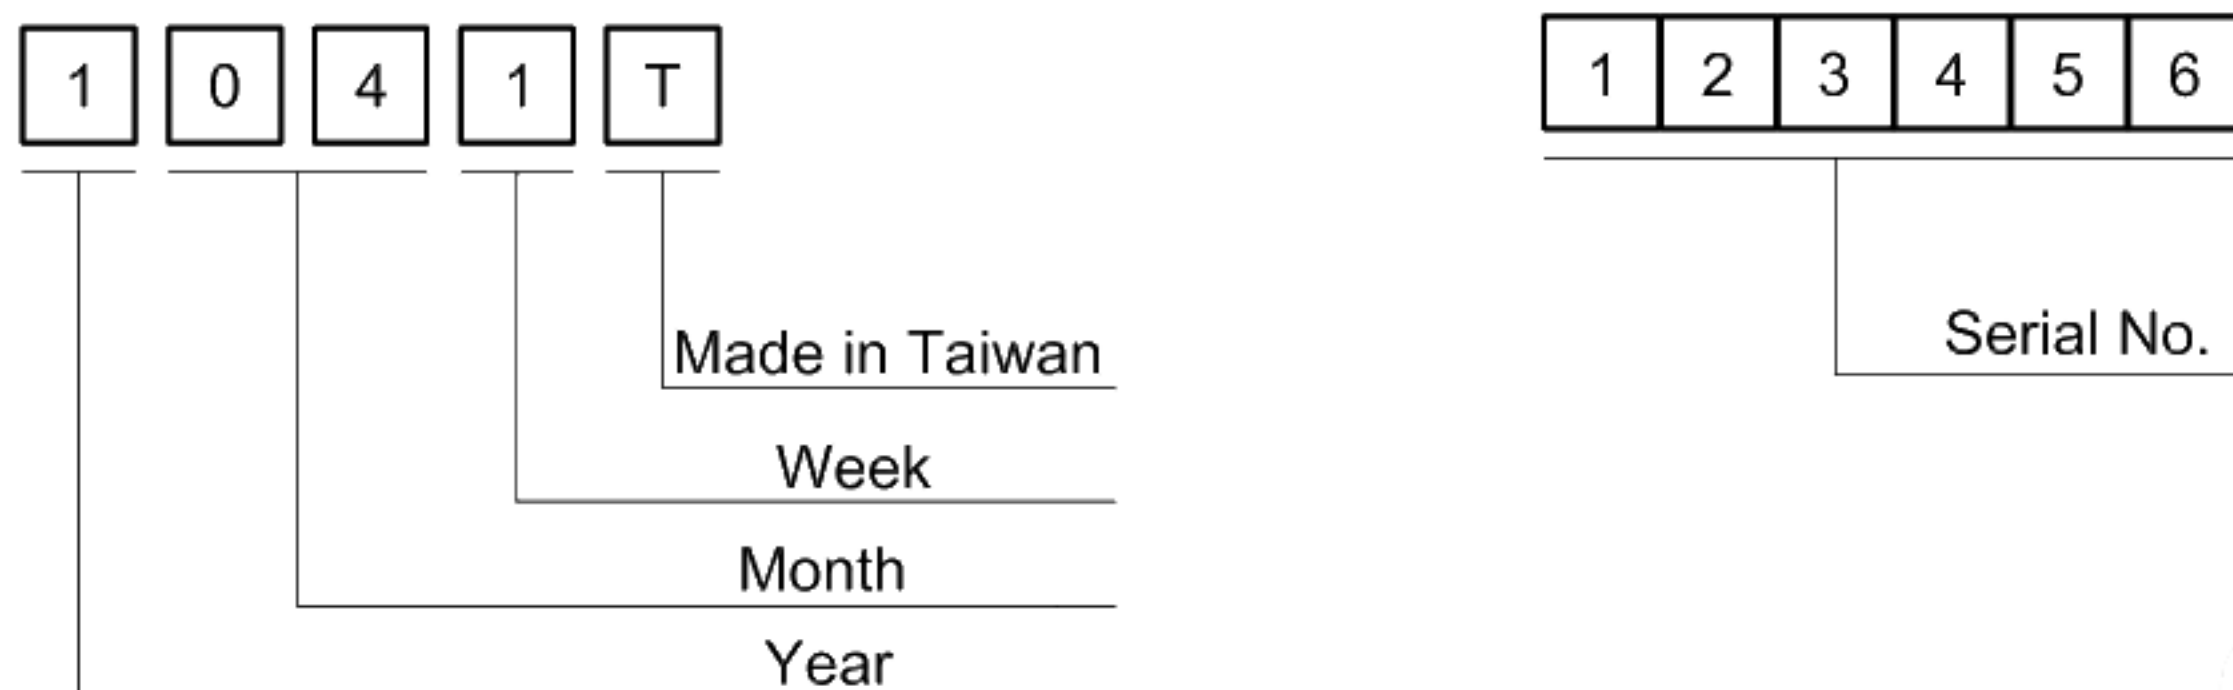 1 0 4 1 T
1 2 3 4 5 6
Made in Taiwan
Serial No.
Week
Month
Year